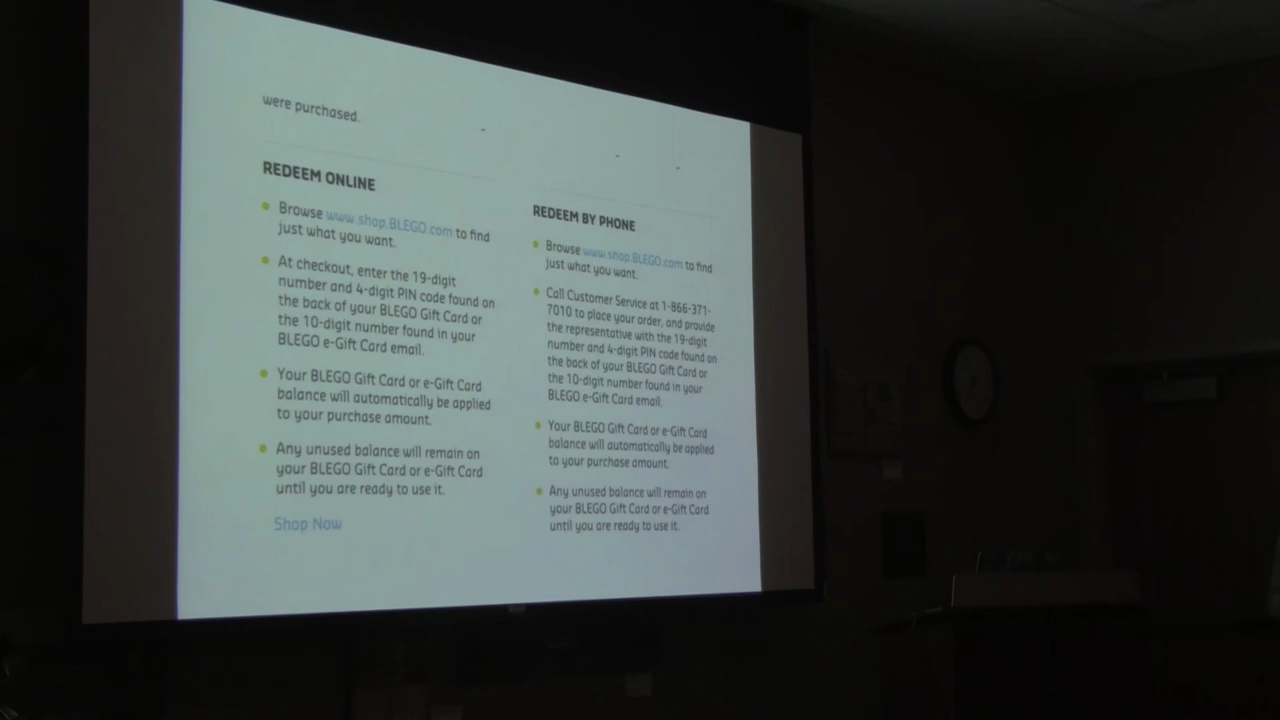 were purchased.
REDEEM ONLINE
Browse www.shop.BLEGO.com to find
just what you want.
At checkout, enter the 19-digit
number and 4-digit PIN code found on
the back of your BLEGO Gift Card or
the 10-digit number found in your
BLEGO e-Gift Card email.
Your BLEGO Gift Card or e-Gift Card
balance will automatically be applied
to your purchase amount.
Any unused balance will remain on
your BLEGO Gift Card or e-Gift Card
until you are ready to use it.
Shop Now
REDEEM BY PHONE
Browse www.shop.BLEGO.com to find
just what you want.
Call Customer Service at 1-866-371-
7010 to place your order, and provide
the representative with the 19-digit
number and 4-digit PIN code found on
the back of your BLEGO Gift Card or
the 10-digit number found in your
BLEGO e-Gift Card email.
Your BLEGO Gift Card or e-Gift Card
balance will automatically be applied
to your purchase amount.
Any unused balance will remain on
your BLEGO Gift Card or e-Gift Card
until you are ready to use it.